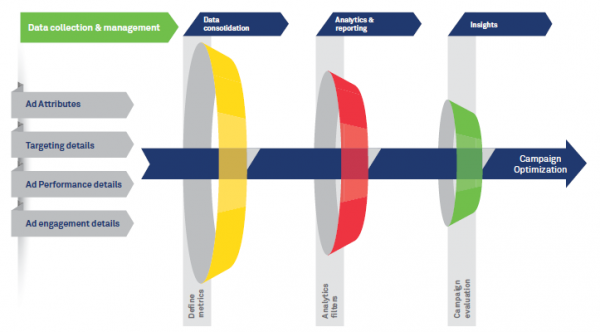 Data collection & management
Data
consolidation
Analytics &
reporting
Insights
Ad Attributes
Targeting details
Ad Performance details
Ad engagement details
Campaign
Optimization
Define
metrics
Analytics
filters
Campaign
evaluation